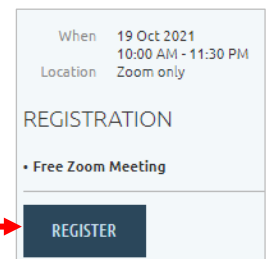 When 19 Oct 2021
10:00 AM - 11:30 PM
Location Zoom only
REGISTRATION
• Free Zoom Meeting
REGISTER